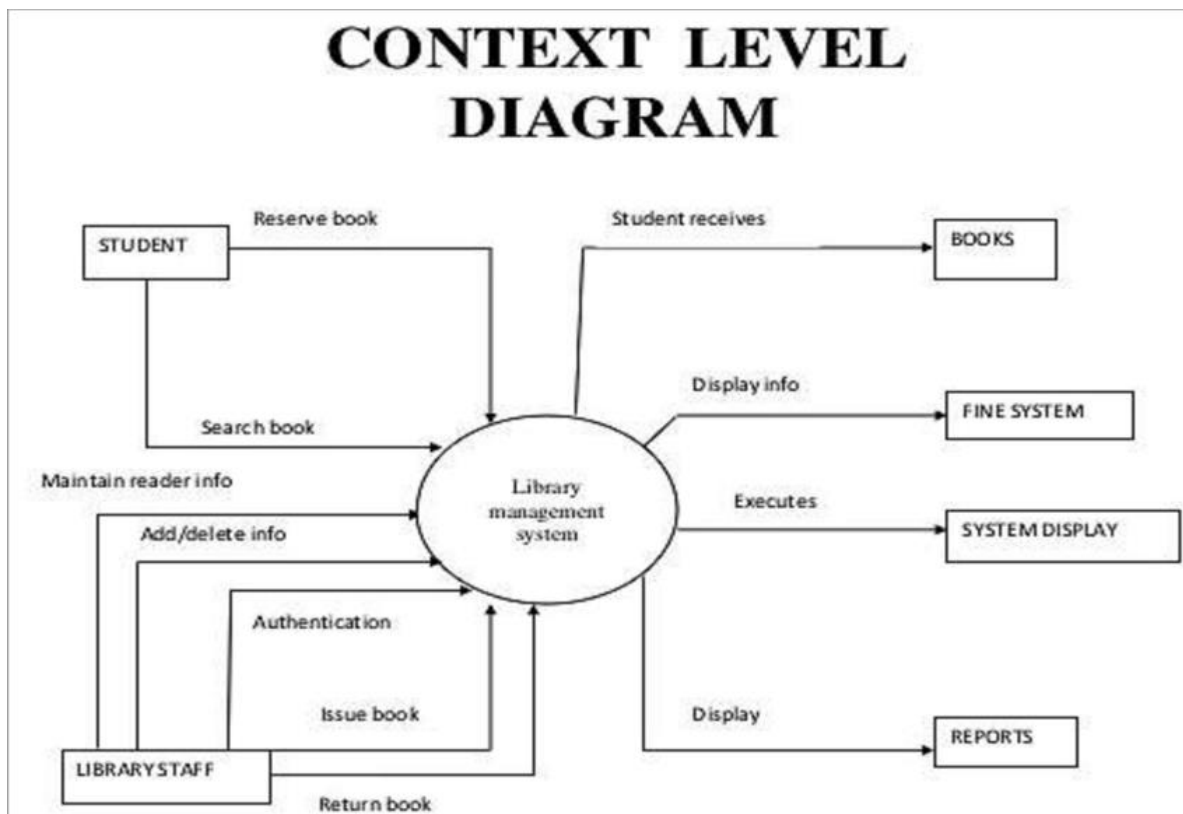 CONTEXT LEVEL
DIAGRAM
Reserve book
Student receives
STUDENT
BOOKS
Display info
FINE SYSTEM
Search book
Maintain reader info
Library
management
system
Executes
SYSTEM DISPLAY
Add/delete info
Authentication
Issue book
Display
REPORTS
LIBRARY STAFF
Return book